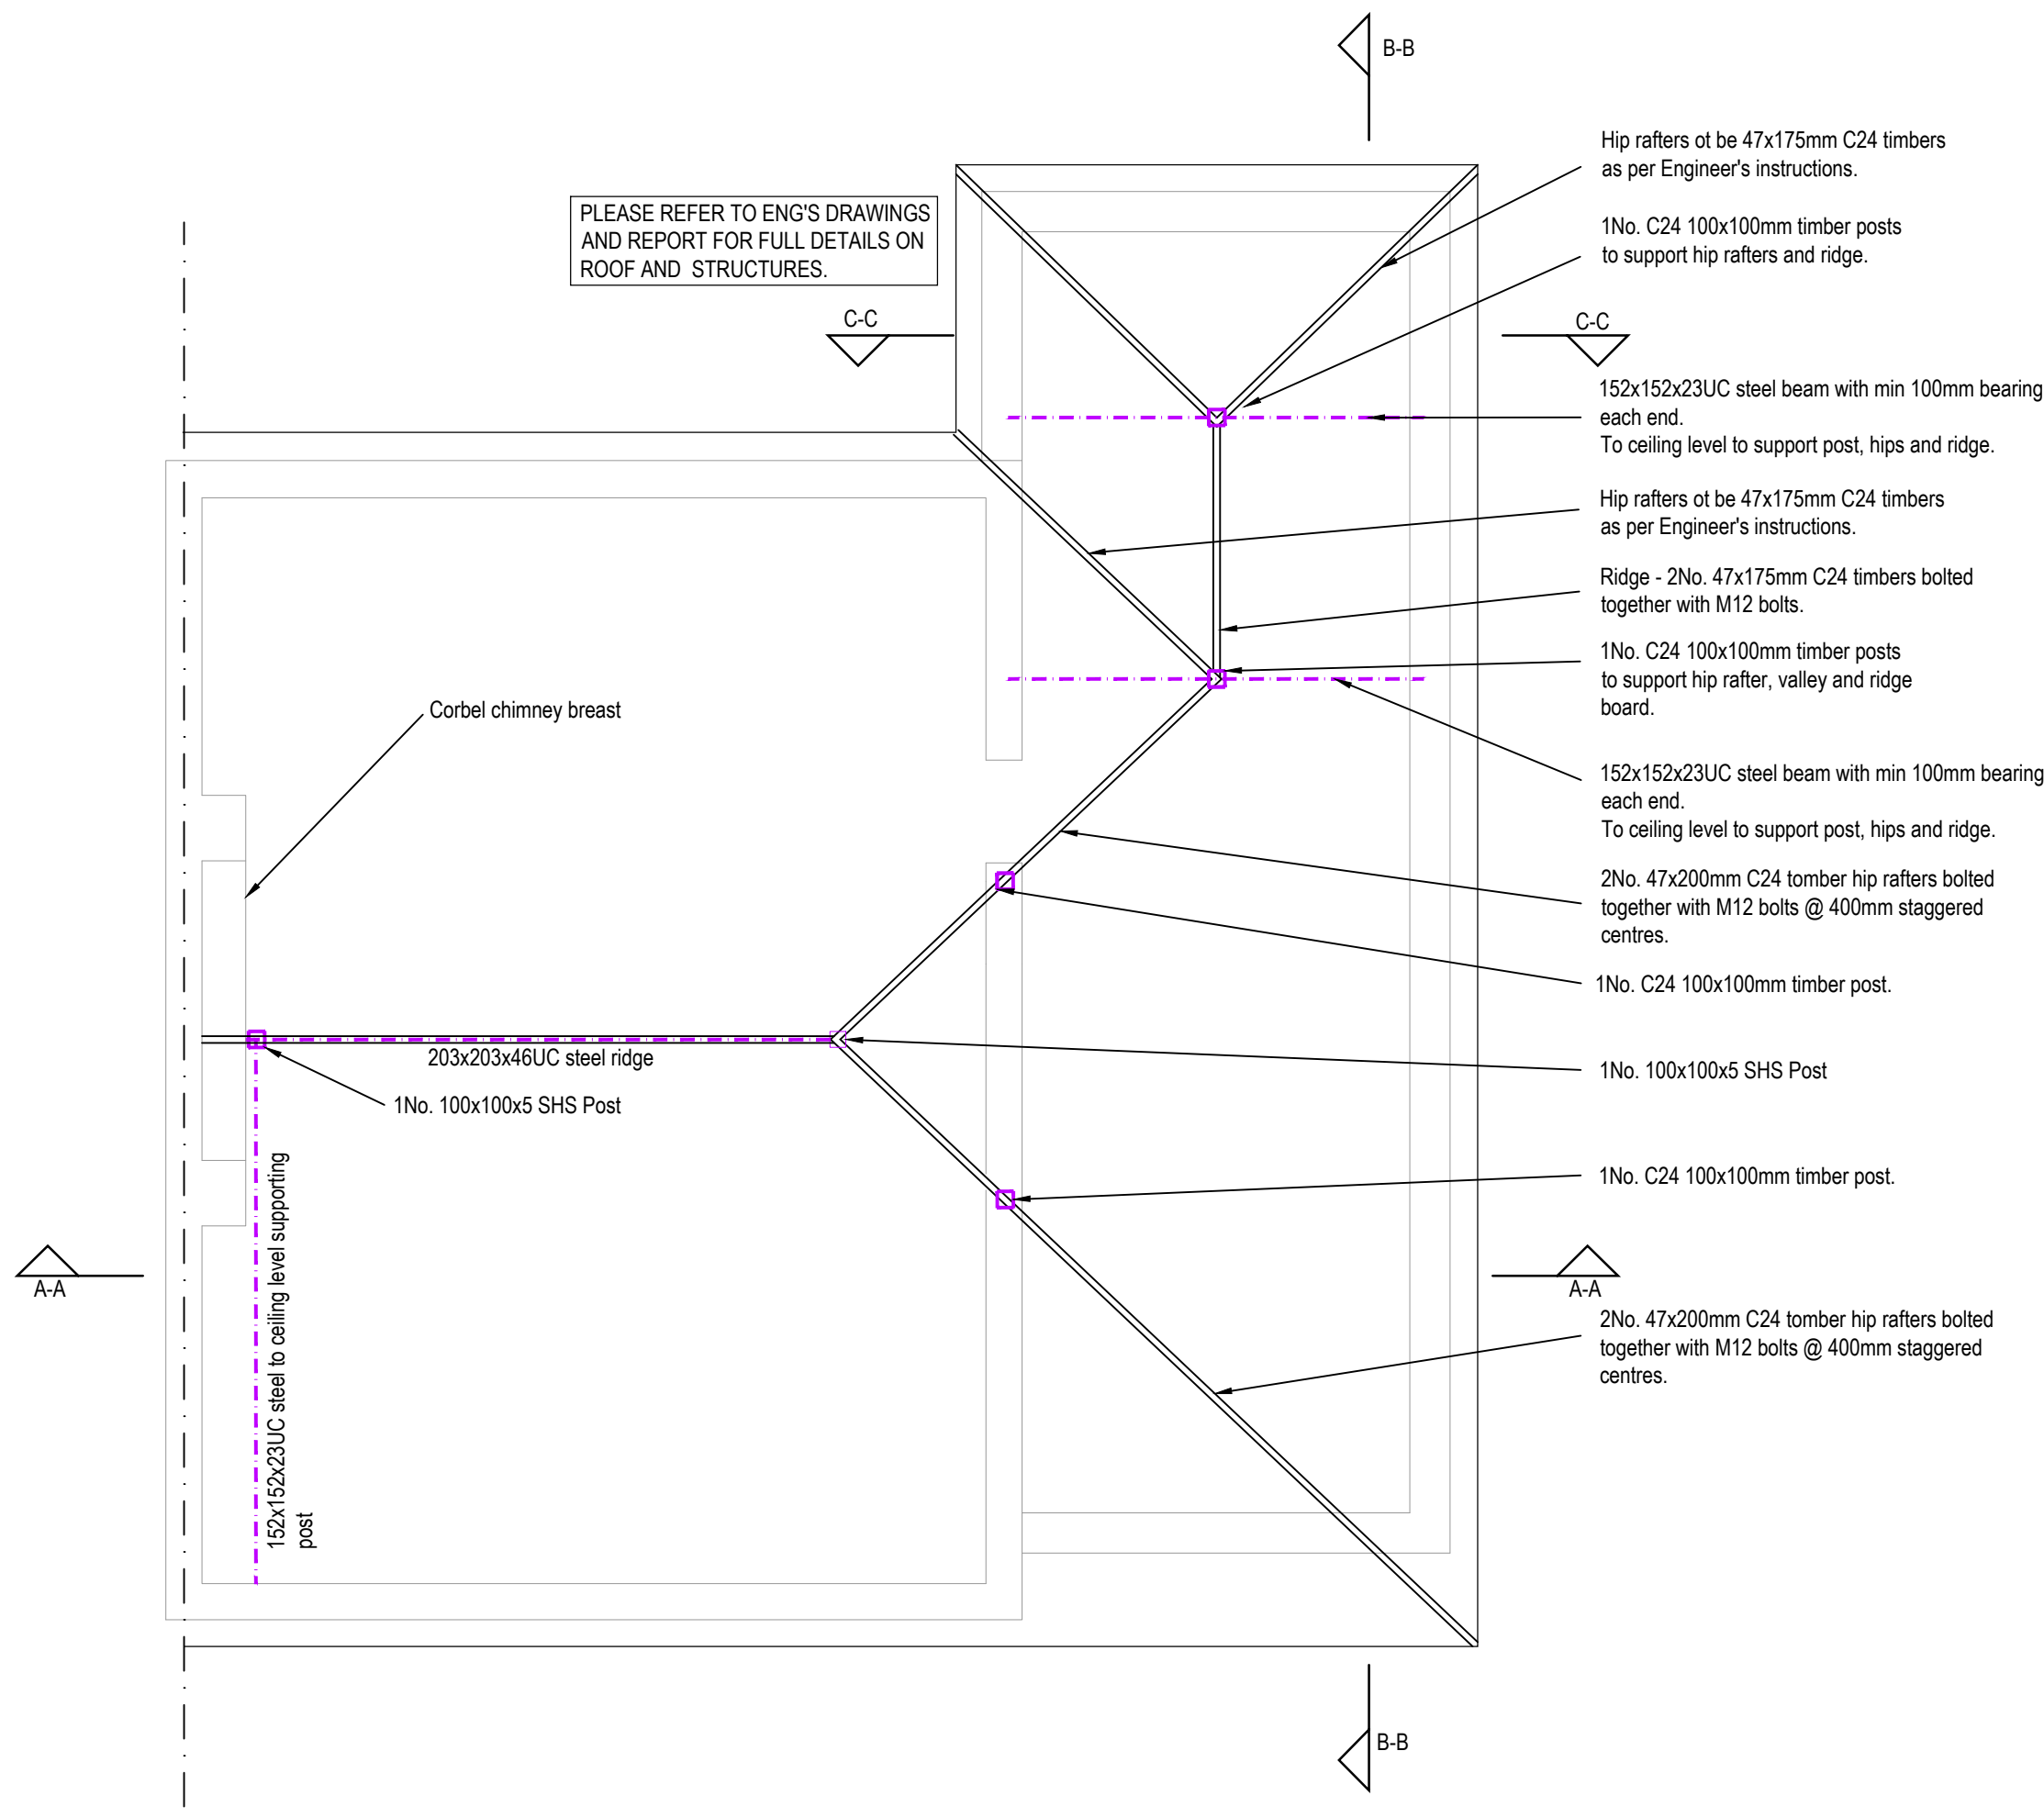 B-B
Hip rafters ot be 47x175mm C24 timbers
as per Engineer's instructions.
PLEASE REFER TO ENG'S DRAWINGS
AND REPORT FOR FULL DETAILS ON
ROOF AND STRUCTURES.
1No. C24 100x100mm timber posts
to support hip rafters and ridge.
C-C
C-C
152x152x23UC steel beam with min 100mm bearing
each end.
To ceiling level to support post, hips and ridge.
Hip rafters ot be 47x175mm C24 timbers
as per Engineer's instructions.
Ridge - 2No. 47x175mm C24 timbers bolted
together with M12 bolts.
1No. C24 100x100mm timber posts
to support hip rafter, valley and ridge
board.
Corbel chimney breast
152x152x23UC steel beam with min 100mm bearing
each end.
To ceiling level to support post, hips and ridge.
2No. 47x200mm C24 tomber hip rafters bolted
together with M12 bolts @ 400mm staggered
centres.
1No. C24 100x100mm timber post.
203x203x46UC steel ridge
1No. 100x100x5 SHS Post
1No. 100x100x5 SHS Post
152x152x23UC steel to ceiling level supporting
post
1No. C24 100x100mm timber post.
A-A
A-A
2No. 47x200mm C24 tomber hip rafters bolted
together with M12 bolts @ 400mm staggered
centres.
B-B